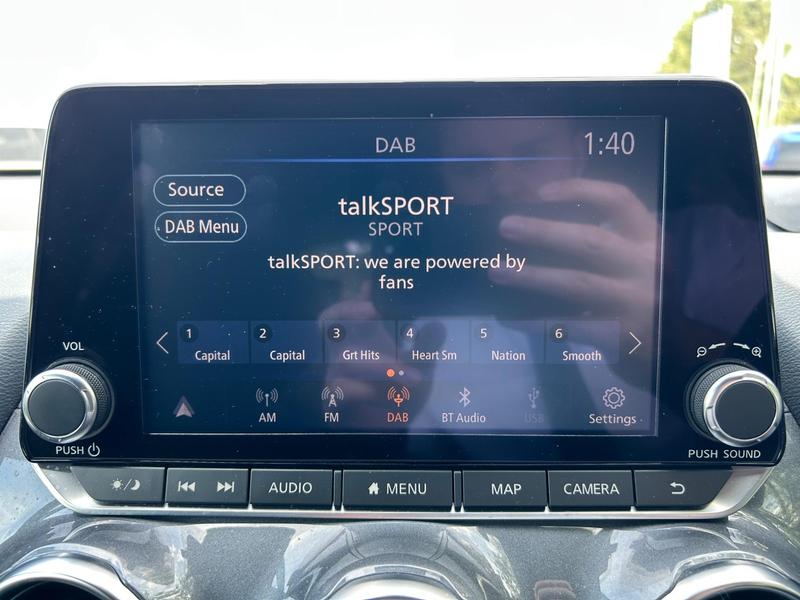 DAB
1:40
Source
talkSPORT
SPORT
DAB Menu
talkSPORT: we are powered by
fans
1
2
3
4
5
6
Capital
Capital
Grt Hits
Heart Sm
Nation
Smooth
AM
FM
DAB
BT Audio
USB
Settings
VOL
PUSH
PUSH SOUND
AUDIO
MENU
MAP
CAMERA